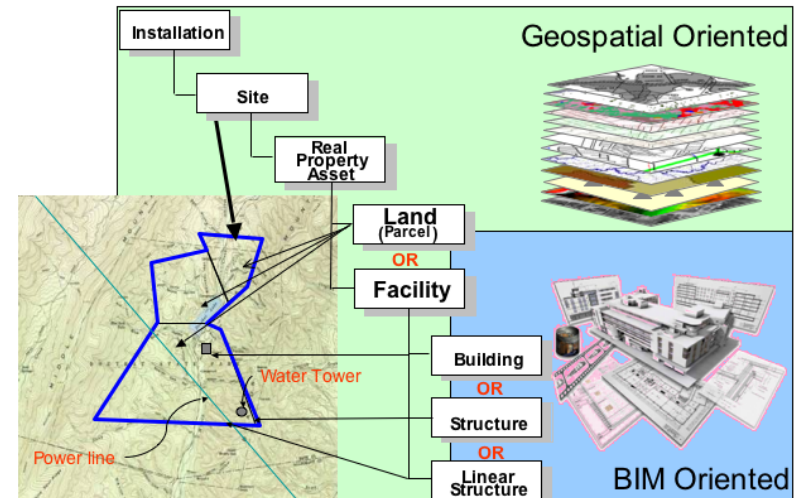 Installation
Geospatial Oriented
Site
Real
Property
Asset
Land
(Parcel)
OR
Facility
Building
Water Tower
OR
Structure
OR
Power line
Linear
Structure
BIM Oriented